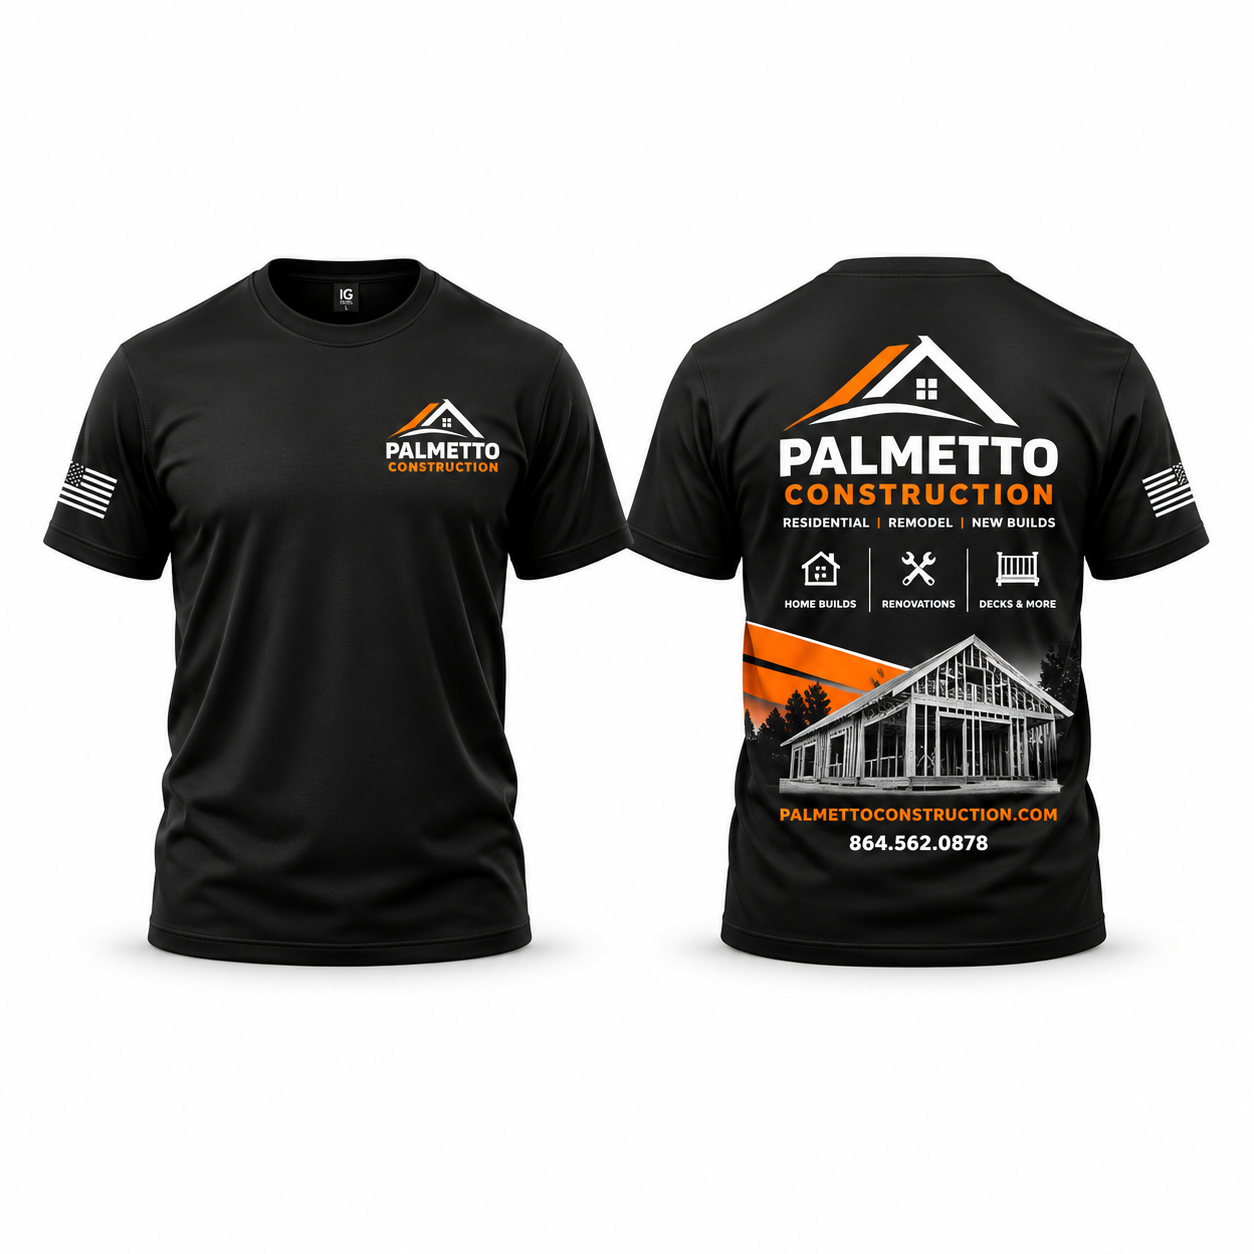 IG
L
PALMETTO
CONSTRUCTION
PALMETTO
CONSTRUCTION
RESIDENTIAL | REMODEL | NEW BUILDS
HOME BUILDS
RENOVATIONS
DECKS & MORE
PALMETTOCONSTRUCTION.COM
864.562.0878